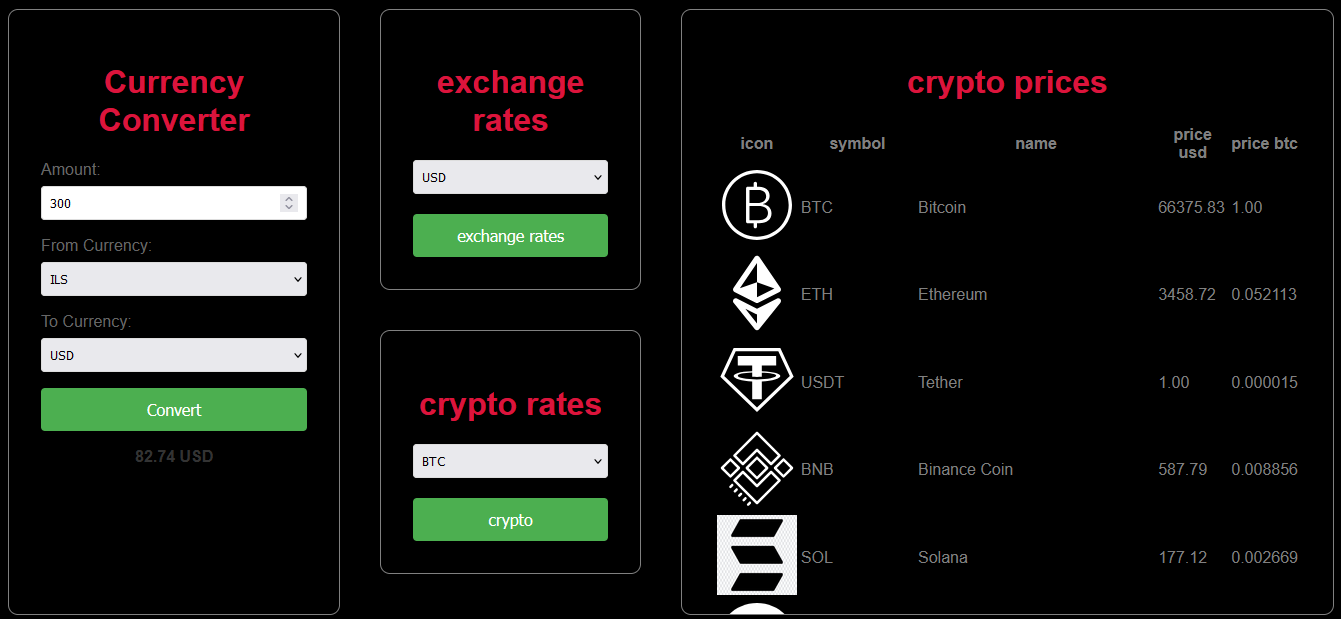 Currency
Converter
Amount:
300
From Currency:
ILS
To Currency:
USD
Convert
82.74 USD
exchange
rates
USD
exchange rates
crypto rates
BTC
crypto
crypto prices
icon symbol name price usd price btc
BTC Bitcoin 66375.83 1.00
ETH Ethereum 3458.72 0.052113
USDT Tether 1.00 0.000015
BNB Binance Coin 587.79 0.008856
SOL Solana 177.12 0.002669